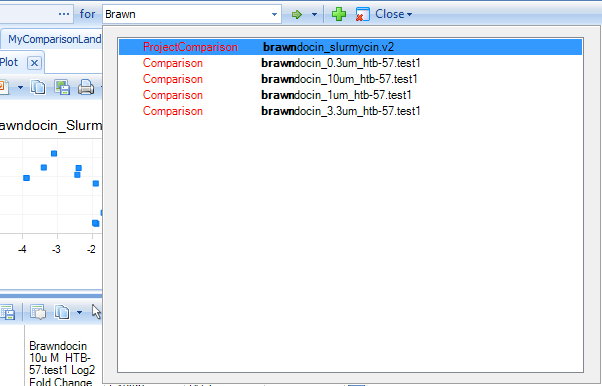 ... for Brawn Close
MyComparisonLand
Plot
ProjectComparison brawndocin_slurmycin.v2
Comparison brawndocin_0.3um_htb-57.test1
Comparison brawndocin_10um_htb-57.test1
Comparison brawndocin_1um_htb-57.test1
Comparison brawndocin_3.3um_htb-57.test1
awndocin_Slurm
-4 -3 -2
Brawndocin
10u M HTB-
57.test1 Log2
Fold Change